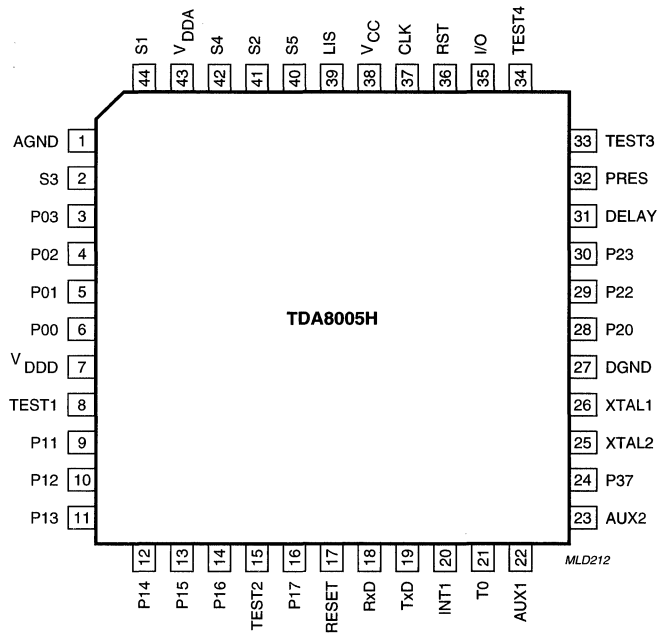 S1 VDDA S4 S2 S5 LIS VCC CLK RST I/O TEST4
44 43 42 41 40 39 38 37 36 35 34
AGND 1
S3 2
P03 3
P02 4
P01 5
P00 6
VDDD 7
TEST1 8
P11 9
P12 10
P13 11
TDA8005H
33 TEST3
32 PRES
31 DELAY
30 P23
29 P22
28 P20
27 DGND
26 XTAL1
25 XTAL2
24 P37
23 AUX2
12 13 14 15 16 17 18 19 20 21 22
P14 P15 P16 TEST2 P17 RESET RxD TxD INT1 T0 AUX1
MLD212